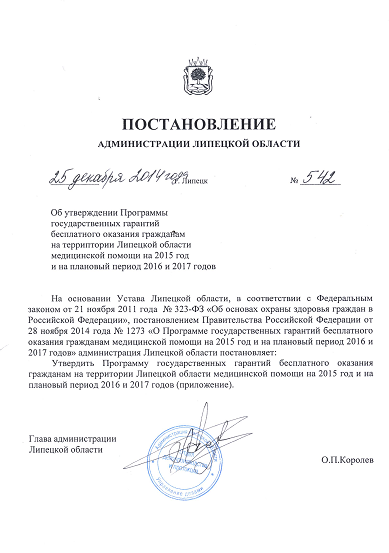 ПОСТАНОВЛЕНИЕ
АДМИНИСТРАЦИИ ЛИПЕЦКОЙ ОБЛАСТИ
25 декабря 2014 года г. Липецк № 542
Об утверждении Программы
государственных гарантий
бесплатного оказания гражданам
на территории Липецкой области
медицинской помощи на 2015 год
и на плановый период 2016 и 2017 годов
На основании Устава Липецкой области, в соответствии с Федеральным
законом от 21 ноября 2011 года № 323-ФЗ «Об основах охраны здоровья граждан в
Российской Федерации», постановлением Правительства Российской Федерации от
28 ноября 2014 года № 1273 «О Программе государственных гарантий бесплатного
оказания гражданам медицинской помощи на 2015 год и на плановый период 2016 и
2017 годов» администрация Липецкой области постановляет:
Утвердить Программу государственных гарантий бесплатного оказания
гражданам на территории Липецкой области медицинской помощи на 2015 год и на
плановый период 2016 и 2017 годов (приложение).
Глава администрации
Липецкой области
О.П.Королев